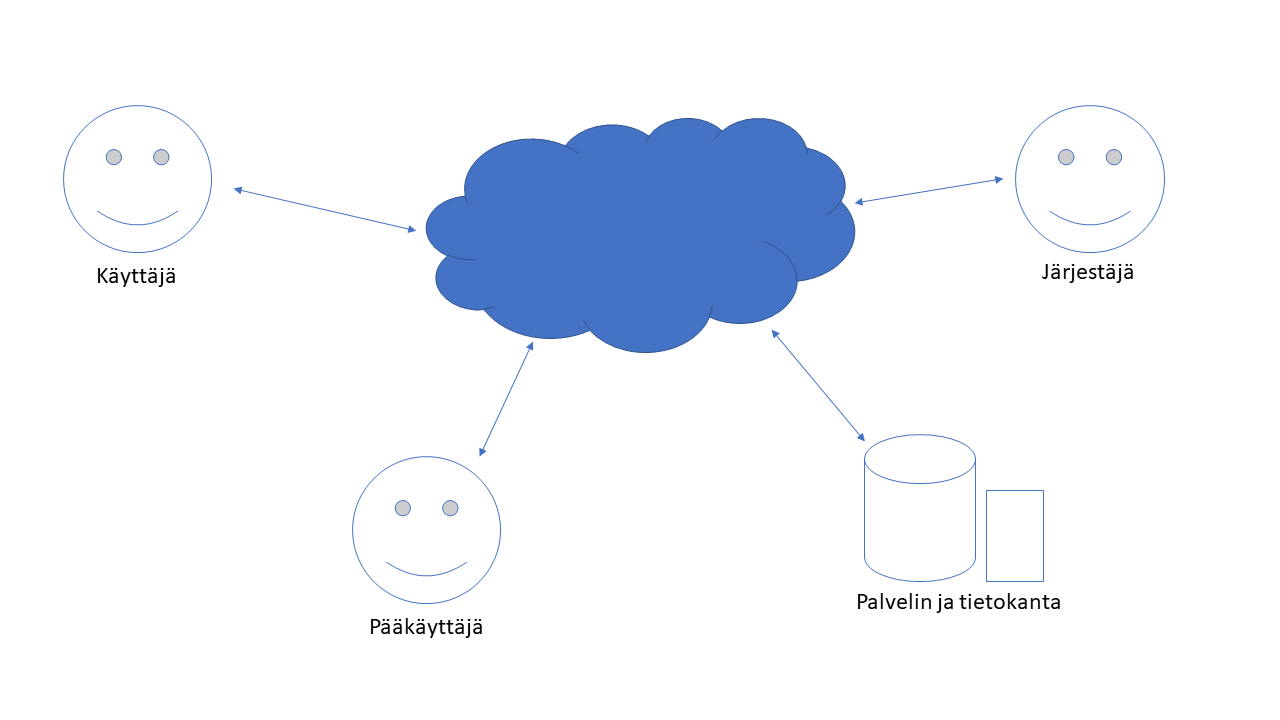 Käyttäjä
Järjestäjä
Pääkäyttäjä
Palvelin ja tietokanta